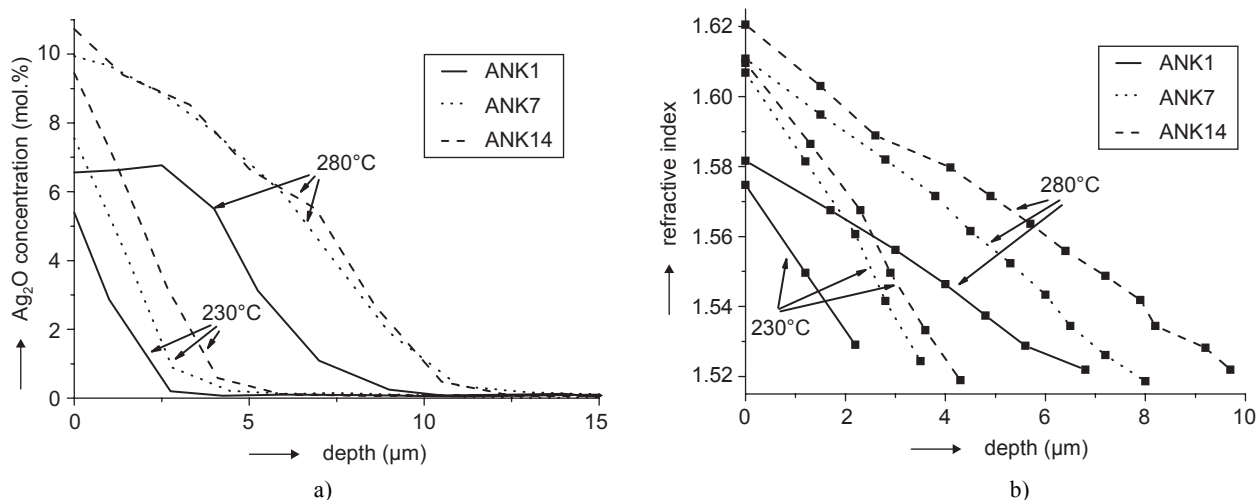 Ag₂O concentration (mol.%)
10
8
6
4
2
0
0
5
10
15
depth (µm)
ANK1
ANK7
ANK14
280°C
230°C
a)
refractive index
1.62
1.60
1.58
1.56
1.54
1.52
0
2
4
6
8
10
depth (µm)
ANK1
ANK7
ANK14
280°C
230°C
b)